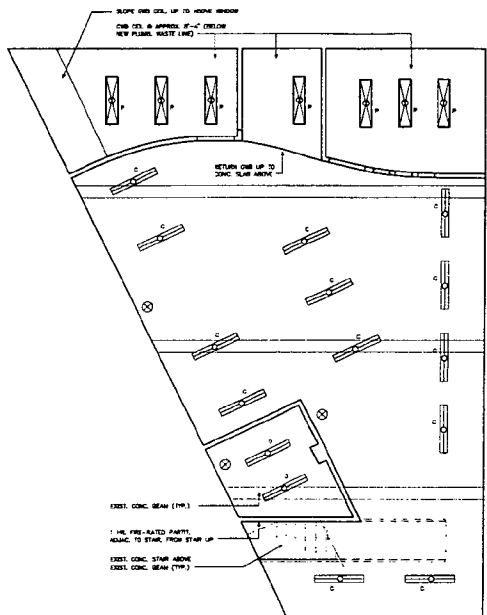 SLOPE GWB CEIL. UP TO ABOVE WINDOW
GWB CEIL @ APPROX. 8'-4" (BELOW
NEW PLUMB. WASTE LINE)
P P P P P P P
RETURN GWB UP TO
CONC. SLAB ABOVE
C
C
C
C
C
C
C
C
C
C
C
C
EXIST. CONC. BEAM (TYP.)
1 HR. FIRE-RATED PARTIT.
ADJAC. TO STAIR, FROM STAIR UP
EXIST. CONC. STAIR ABOVE
EXIST. CONC. BEAM (TYP.)
C C